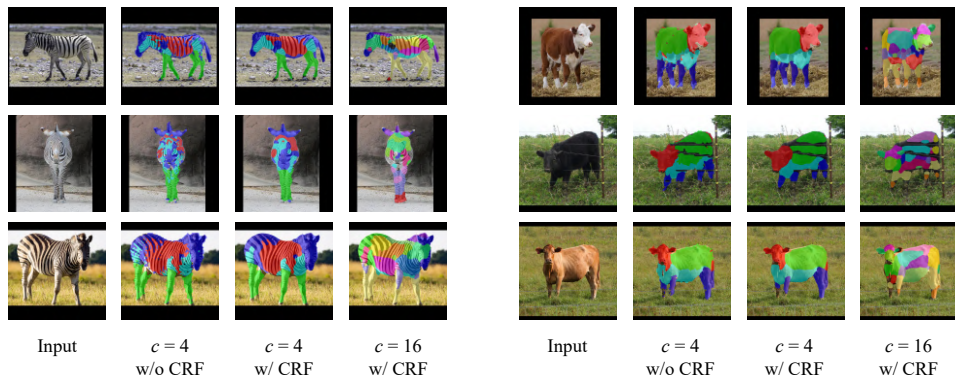 Input c = 4 c = 4 c = 16 Input c = 4 c = 4 c = 16
w/o CRF w/ CRF w/ CRF w/o CRF w/ CRF w/ CRF